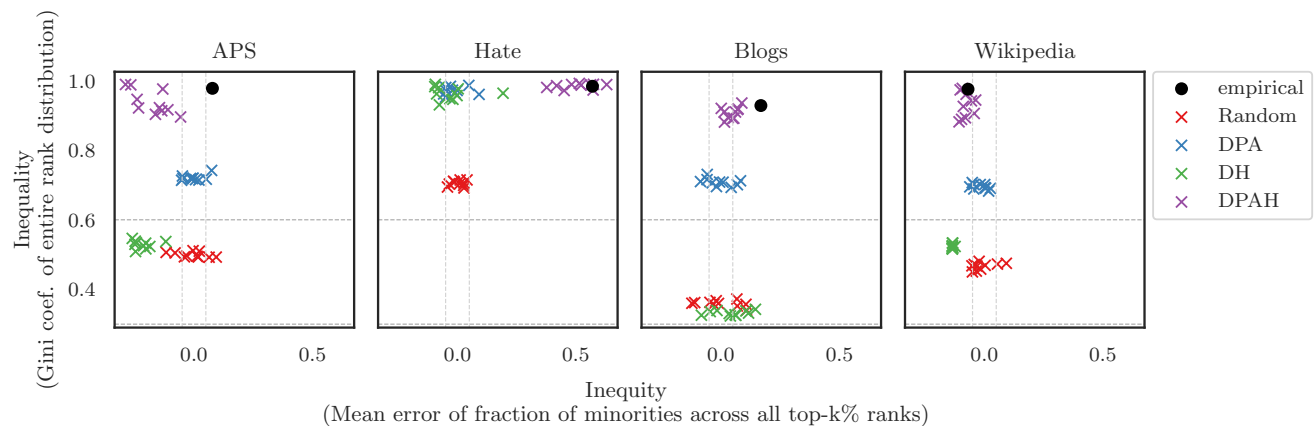 APS
Hate
Blogs
Wikipedia
Inequality
(Gini coef. of entire rank distribution)
1.0
0.8
0.6
0.4
0.0 0.5
0.0 0.5
0.0 0.5
0.0 0.5
Inequity
(Mean error of fraction of minorities across all top-k% ranks)
empirical
Random
DPA
DH
DPAH